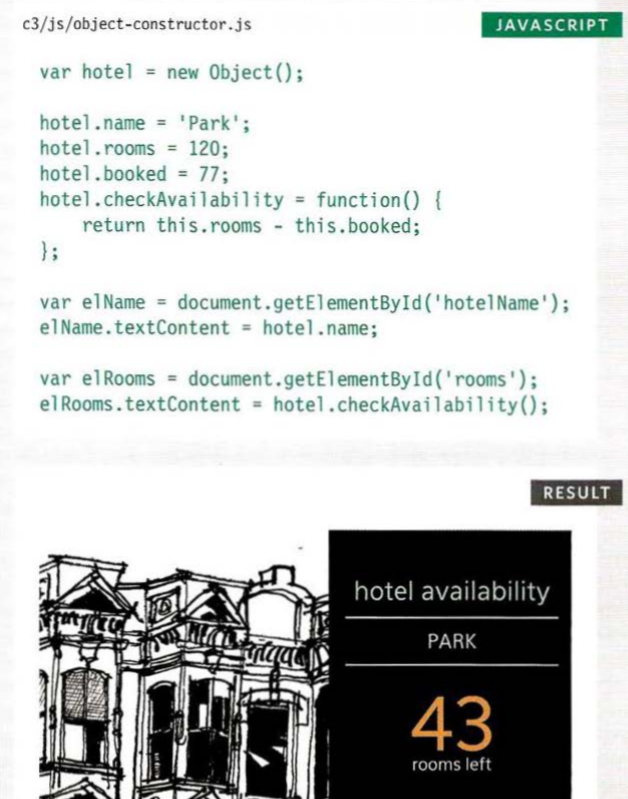 c3/js/object-constructor.js JAVASCRIPT
var hotel = new Object();
hotel.name = 'Park';
hotel.rooms = 120;
hotel.booked = 77;
hotel.checkAvailability = function() {
    return this.rooms - this.booked;
};
var elName = document.getElementById('hotelName');
elName.textContent = hotel.name;
var elRooms = document.getElementById('rooms');
elRooms.textContent = hotel.checkAvailability();
RESULT
hotel availability
PARK
43
rooms left